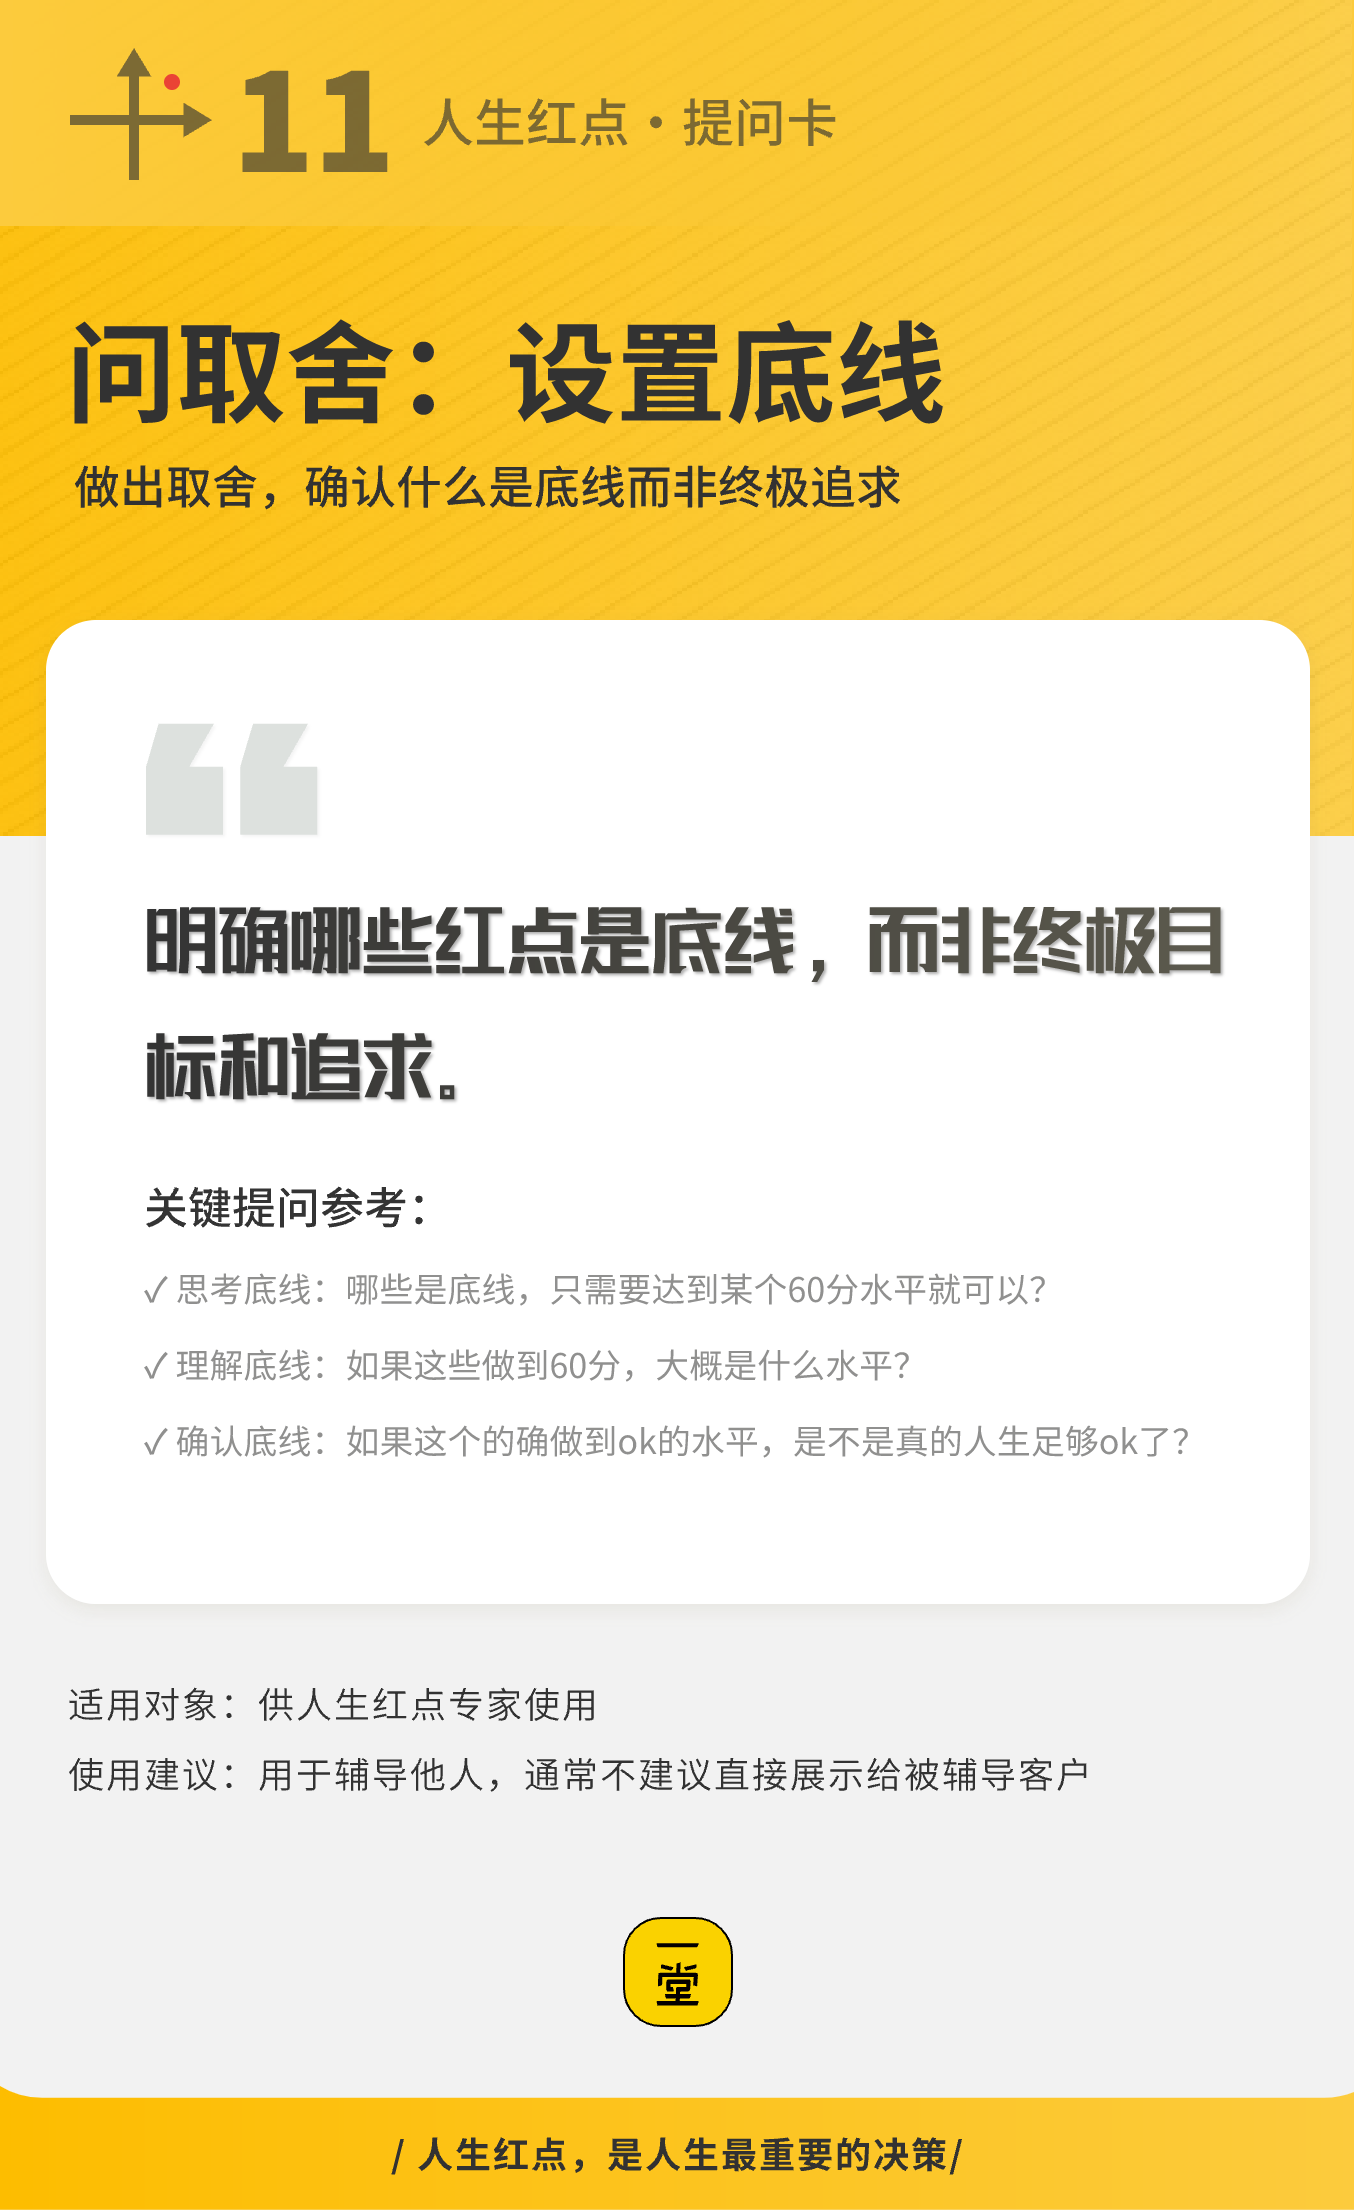 11 人生红点·提问卡
问取舍：设置底线
做出取舍，确认什么是底线而非终极追求
明确哪些红点是底线，而非终极目
标和追求。
关键提问参考：
✓思考底线：哪些是底线，只需要达到某个60分水平就可以？
✓理解底线：如果这些做到60分，大概是什么水平？
✓确认底线：如果这个的确做到ok的水平，是不是真的人生足够ok了？
适用对象：供人生红点专家使用
使用建议：用于辅导他人，通常不建议直接展示给被辅导客户
一
堂
/ 人生红点，是人生最重要的决策/